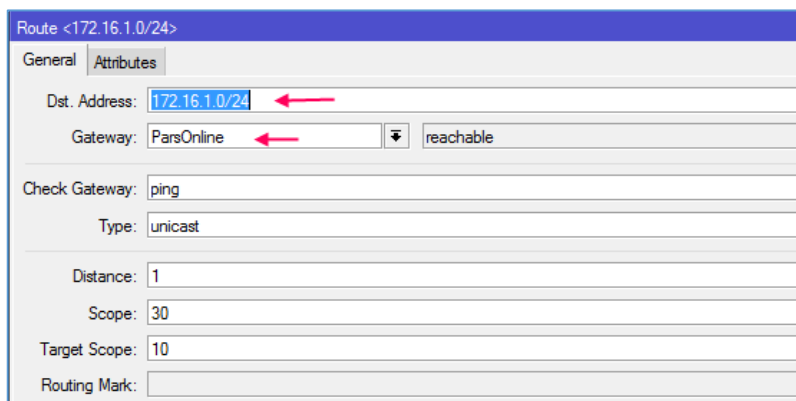 Route <172.16.1.0/24>
General Attributes
Dst. Address: 172.16.1.0/24
Gateway: ParsOnline reachable
Check Gateway: ping
Type: unicast
Distance: 1
Scope: 30
Target Scope: 10
Routing Mark: